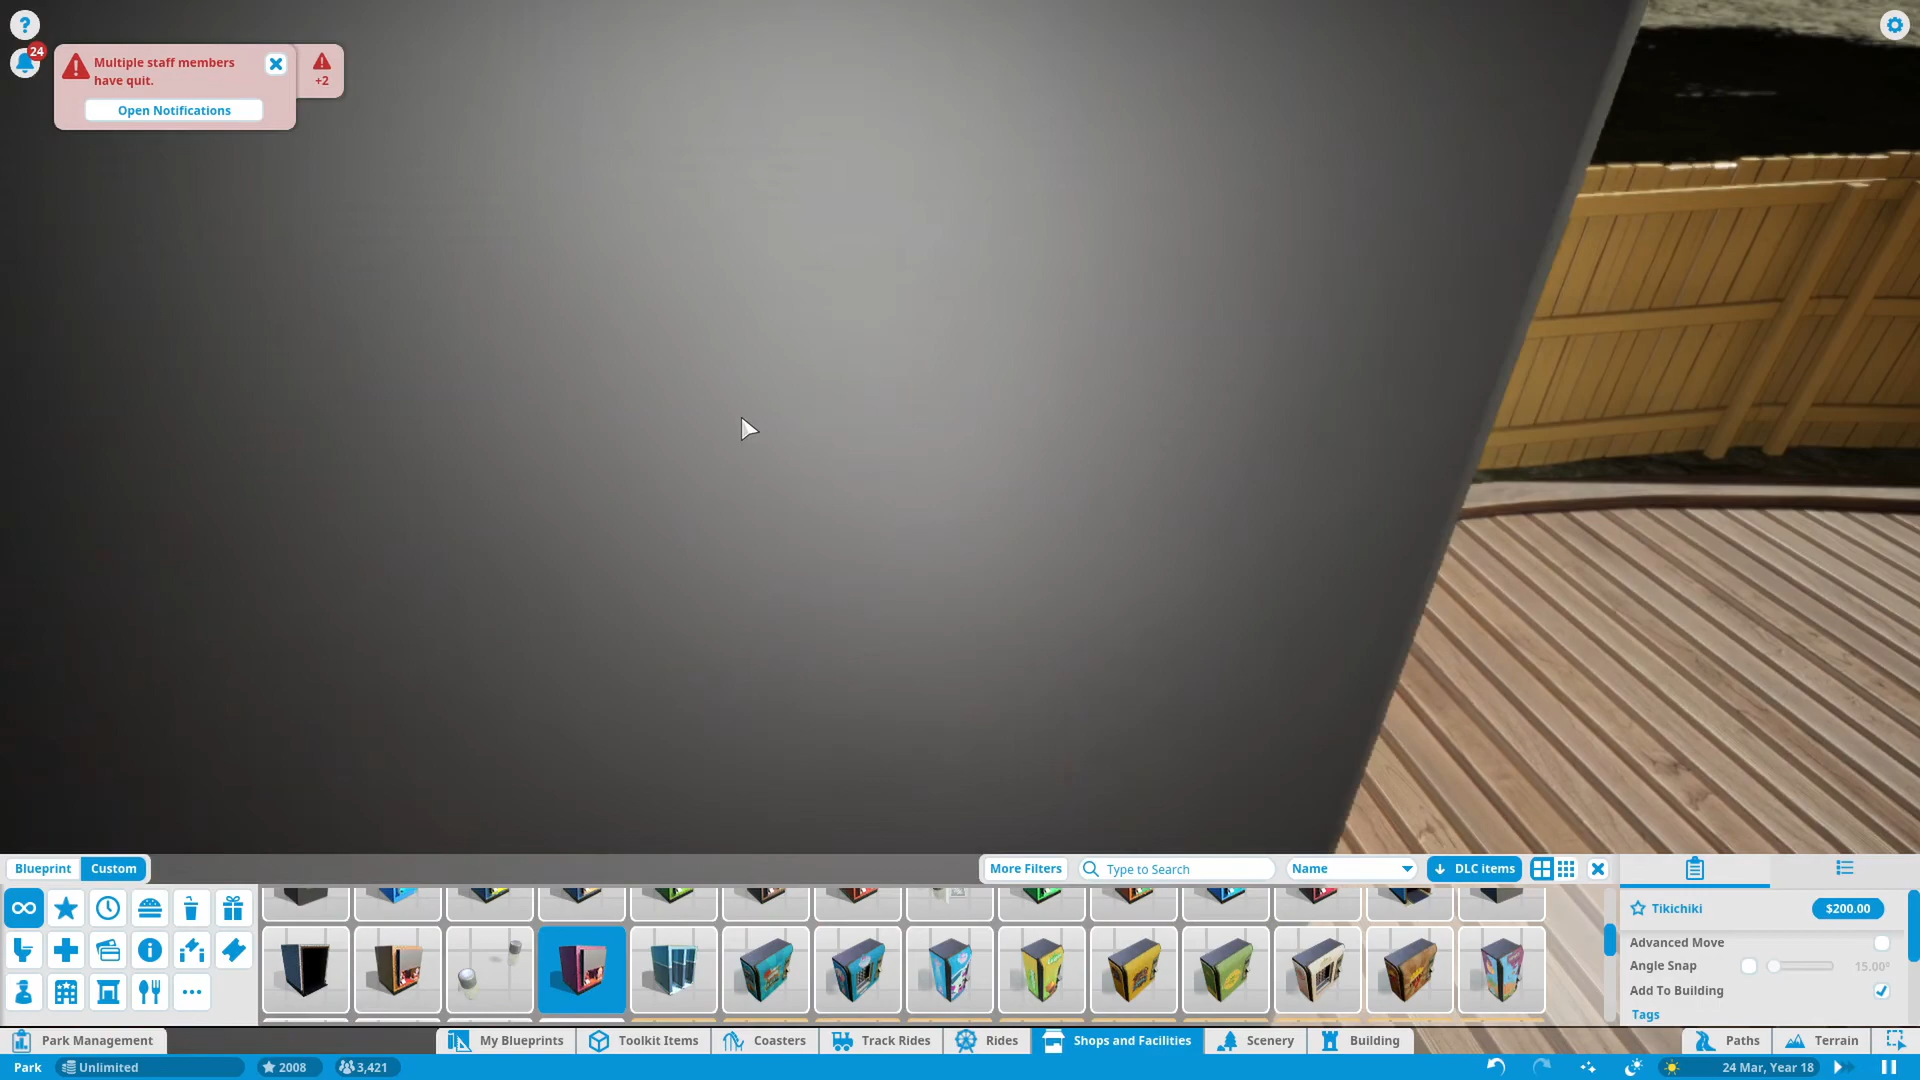 ?
24
Multiple staff members
have quit.
+2
Open Notifications
Blueprint
Custom
More Filters
Type to Search
Name
DLC items
Tikichiki
$200.00
Advanced Move
Angle Snap
15.00°
Add To Building
Tags
Park Management
My Blueprints
Toolkit Items
Coasters
Track Rides
Rides
Shops and Facilities
Scenery
Building
Paths
Terrain
Park
Unlimited
2008
3,421
24 Mar, Year 18